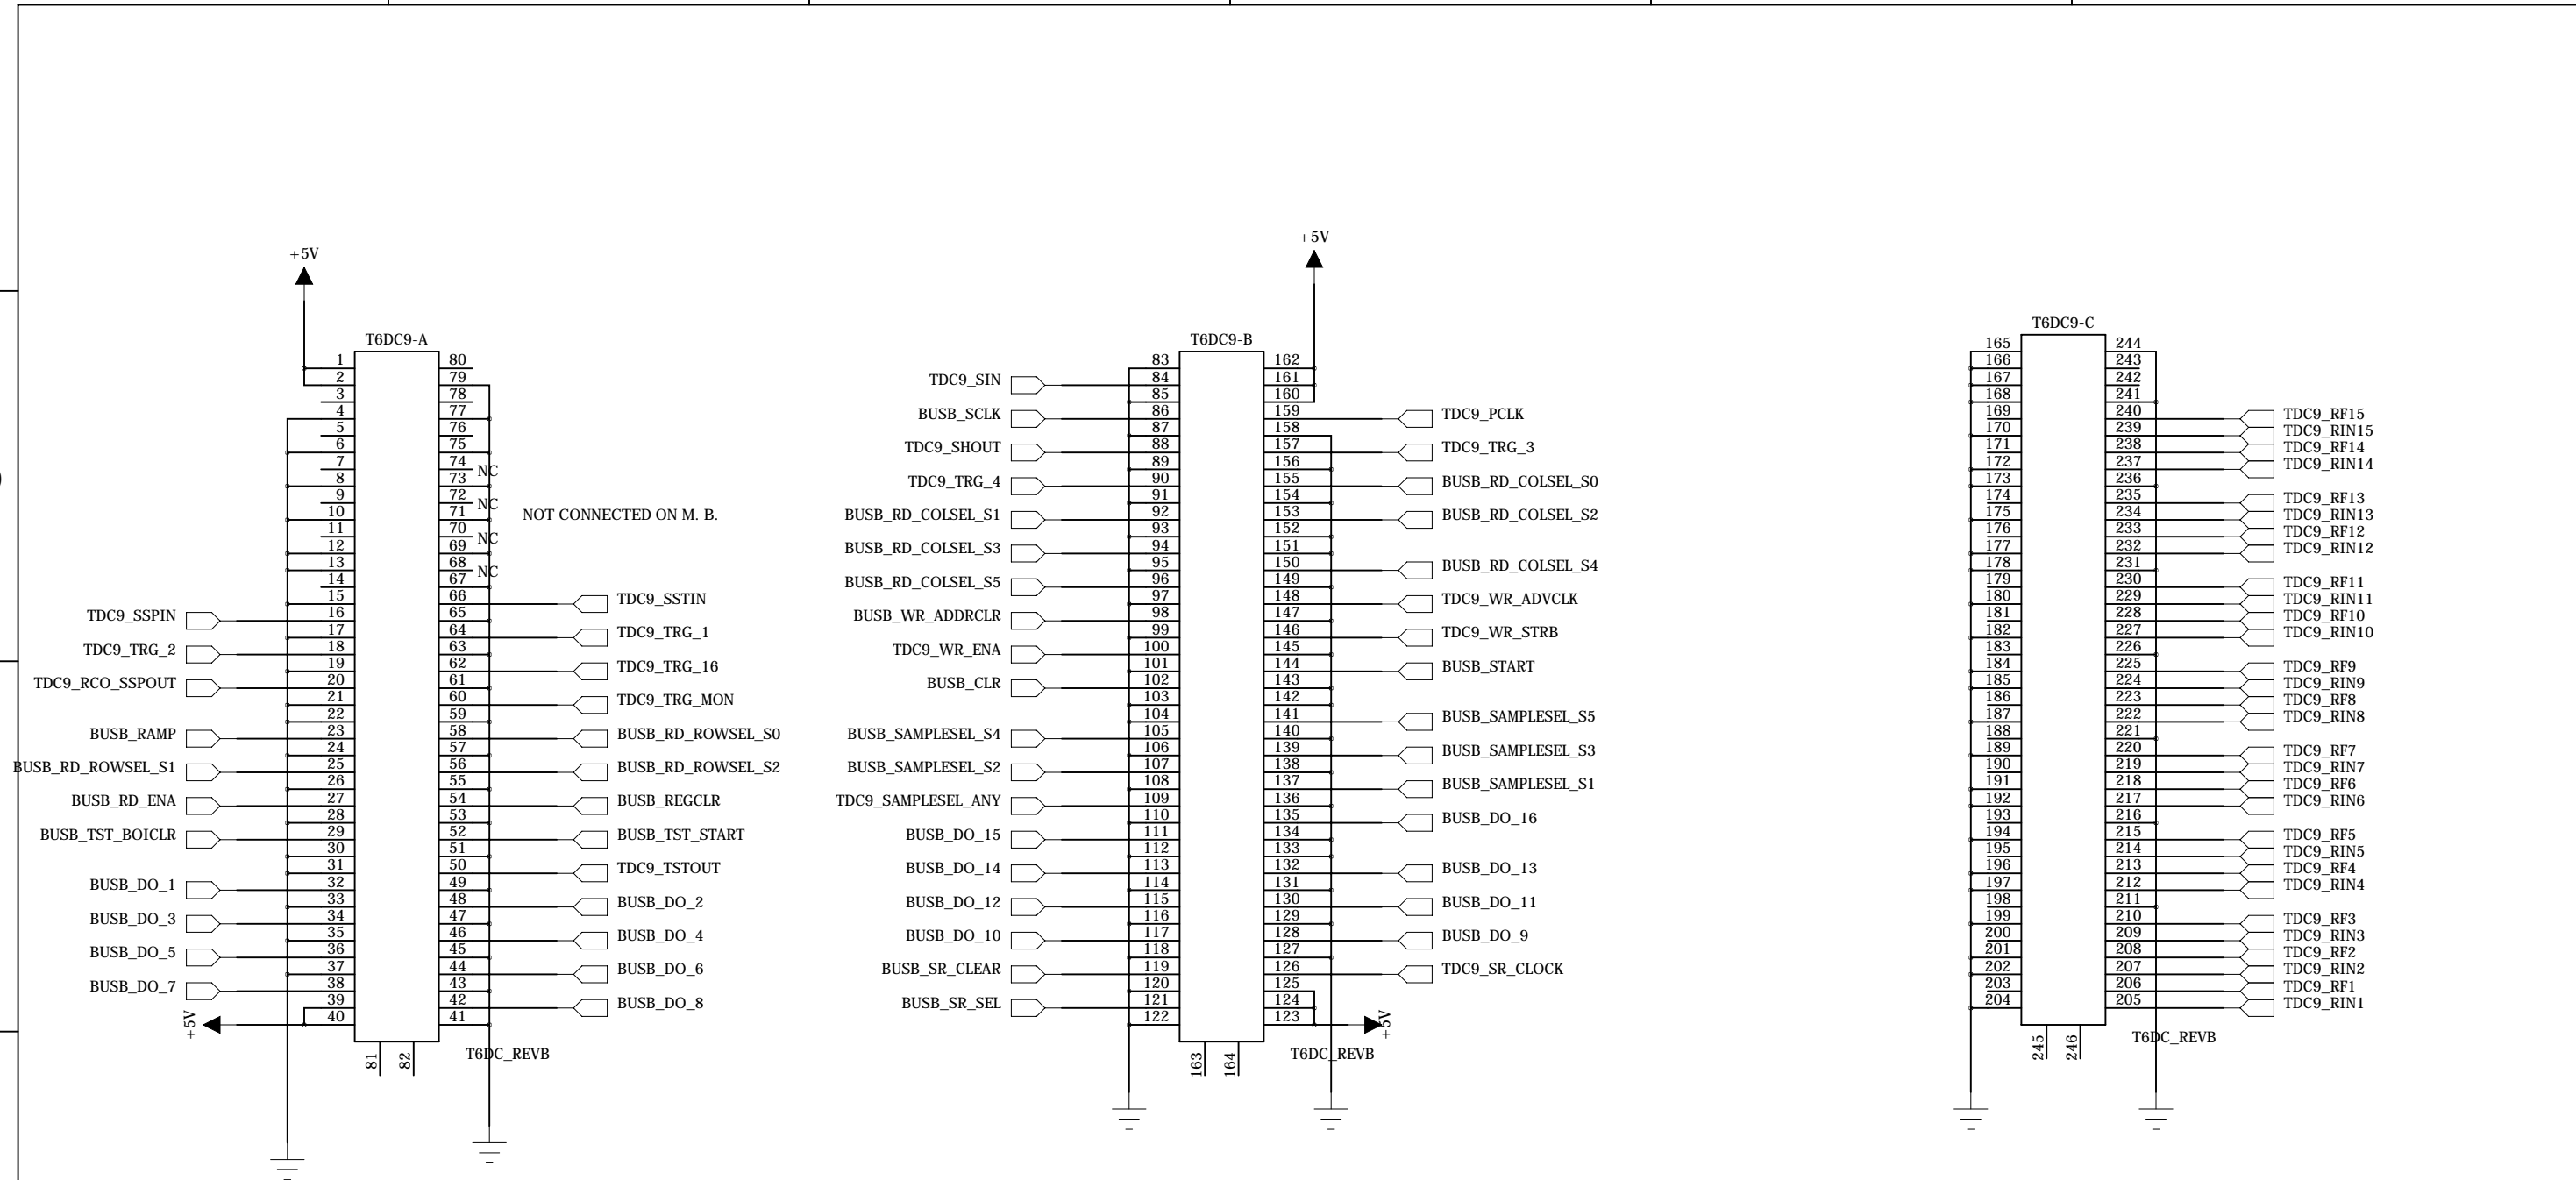 +5V
T6DC9-A
1 80
2 79
3 78
4 77
5 76
6 75
7 74 NC
8 73
9 72 NC
10 71 NOT CONNECTED ON M. B.
11 70 NC
12 69
13 68 NC
14 67
15 66 TDC9_SSTIN
TDC9_SSPIN 16 65
17 64 TDC9_TRG_1
TDC9_TRG_2 18 63
19 62 TDC9_TRG_16
TDC9_RCO_SSPOUT 20 61
21 60 TDC9_TRG_MON
22 59
BUSB_RAMP 23 58 BUSB_RD_ROWSEL_S0
24 57
BUSB_RD_ROWSEL_S1 25 56 BUSB_RD_ROWSEL_S2
26 55
BUSB_RD_ENA 27 54 BUSB_REGCLR
28 53
BUSB_TST_BOICLR 29 52 BUSB_TST_START
30 51
31 50 TDC9_TSTOUT
BUSB_DO_1 32 49
33 48 BUSB_DO_2
BUSB_DO_3 34 47
35 46 BUSB_DO_4
BUSB_DO_5 36 45
37 44 BUSB_DO_6
BUSB_DO_7 38 43
39 42 BUSB_DO_8
+5V 40 41
81 82 T6DC_REVB
+5V
T6DC9-B
83 162
TDC9_SIN 84 161
85 160
BUSB_SCLK 86 159 TDC9_PCLK
87 158
TDC9_SHOUT 88 157 TDC9_TRG_3
89 156
TDC9_TRG_4 90 155 BUSB_RD_COLSEL_S0
91 154
BUSB_RD_COLSEL_S1 92 153 BUSB_RD_COLSEL_S2
93 152
BUSB_RD_COLSEL_S3 94 151
95 150 BUSB_RD_COLSEL_S4
BUSB_RD_COLSEL_S5 96 149
97 148 TDC9_WR_ADVCLK
BUSB_WR_ADDRCLR 98 147
99 146 TDC9_WR_STRB
TDC9_WR_ENA 100 145
101 144 BUSB_START
BUSB_CLR 102 143
103 142
104 141 BUSB_SAMPLESEL_S5
BUSB_SAMPLESEL_S4 105 140
106 139 BUSB_SAMPLESEL_S3
BUSB_SAMPLESEL_S2 107 138
108 137 BUSB_SAMPLESEL_S1
TDC9_SAMPLESEL_ANY 109 136
110 135 BUSB_DO_16
BUSB_DO_15 111 134
112 133
BUSB_DO_14 113 132 BUSB_DO_13
114 131
BUSB_DO_12 115 130 BUSB_DO_11
116 129
BUSB_DO_10 117 128 BUSB_DO_9
118 127
BUSB_SR_CLEAR 119 126 TDC9_SR_CLOCK
120 125
BUSB_SR_SEL 121 124
122 123 +5V
163 164 T6DC_REVB
T6DC9-C
165 244
166 243
167 242
168 241
169 240 TDC9_RF15
170 239 TDC9_RIN15
171 238 TDC9_RF14
172 237 TDC9_RIN14
173 236
174 235 TDC9_RF13
175 234 TDC9_RIN13
176 233 TDC9_RF12
177 232 TDC9_RIN12
178 231
179 230 TDC9_RF11
180 229 TDC9_RIN11
181 228 TDC9_RF10
182 227 TDC9_RIN10
183 226
184 225 TDC9_RF9
185 224 TDC9_RIN9
186 223 TDC9_RF8
187 222 TDC9_RIN8
188 221
189 220 TDC9_RF7
190 219 TDC9_RIN7
191 218 TDC9_RF6
192 217 TDC9_RIN6
193 216
194 215 TDC9_RF5
195 214 TDC9_RIN5
196 213 TDC9_RF4
197 212 TDC9_RIN4
198 211
199 210 TDC9_RF3
200 209 TDC9_RIN3
201 208 TDC9_RF2
202 207 TDC9_RIN2
203 206 TDC9_RF1
204 205 TDC9_RIN1
245 246 T6DC_REVB